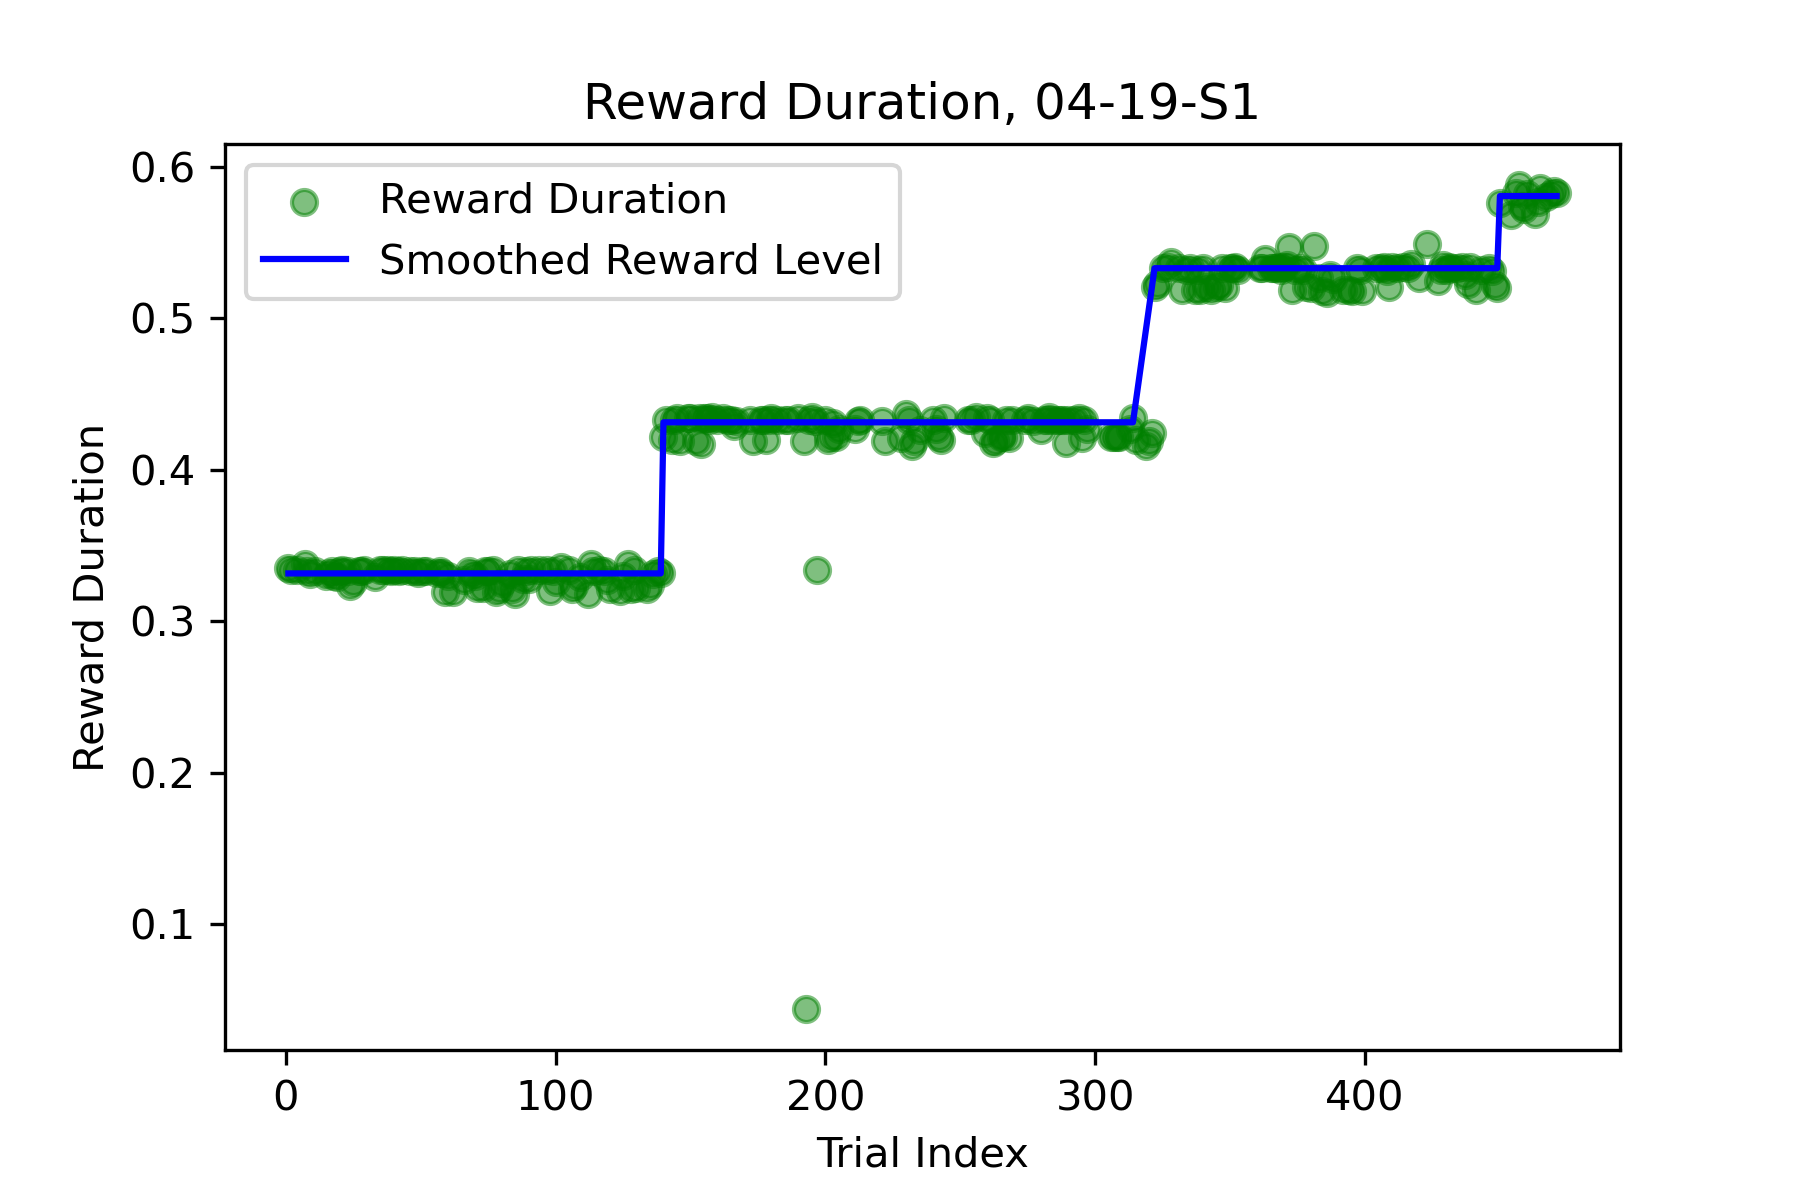 Reward Duration, 04-19-S1
Reward Duration
Smoothed Reward Level
0.6
0.5
0.4
0.3
0.2
0.1
Reward Duration
0 100 200 300 400
Trial Index